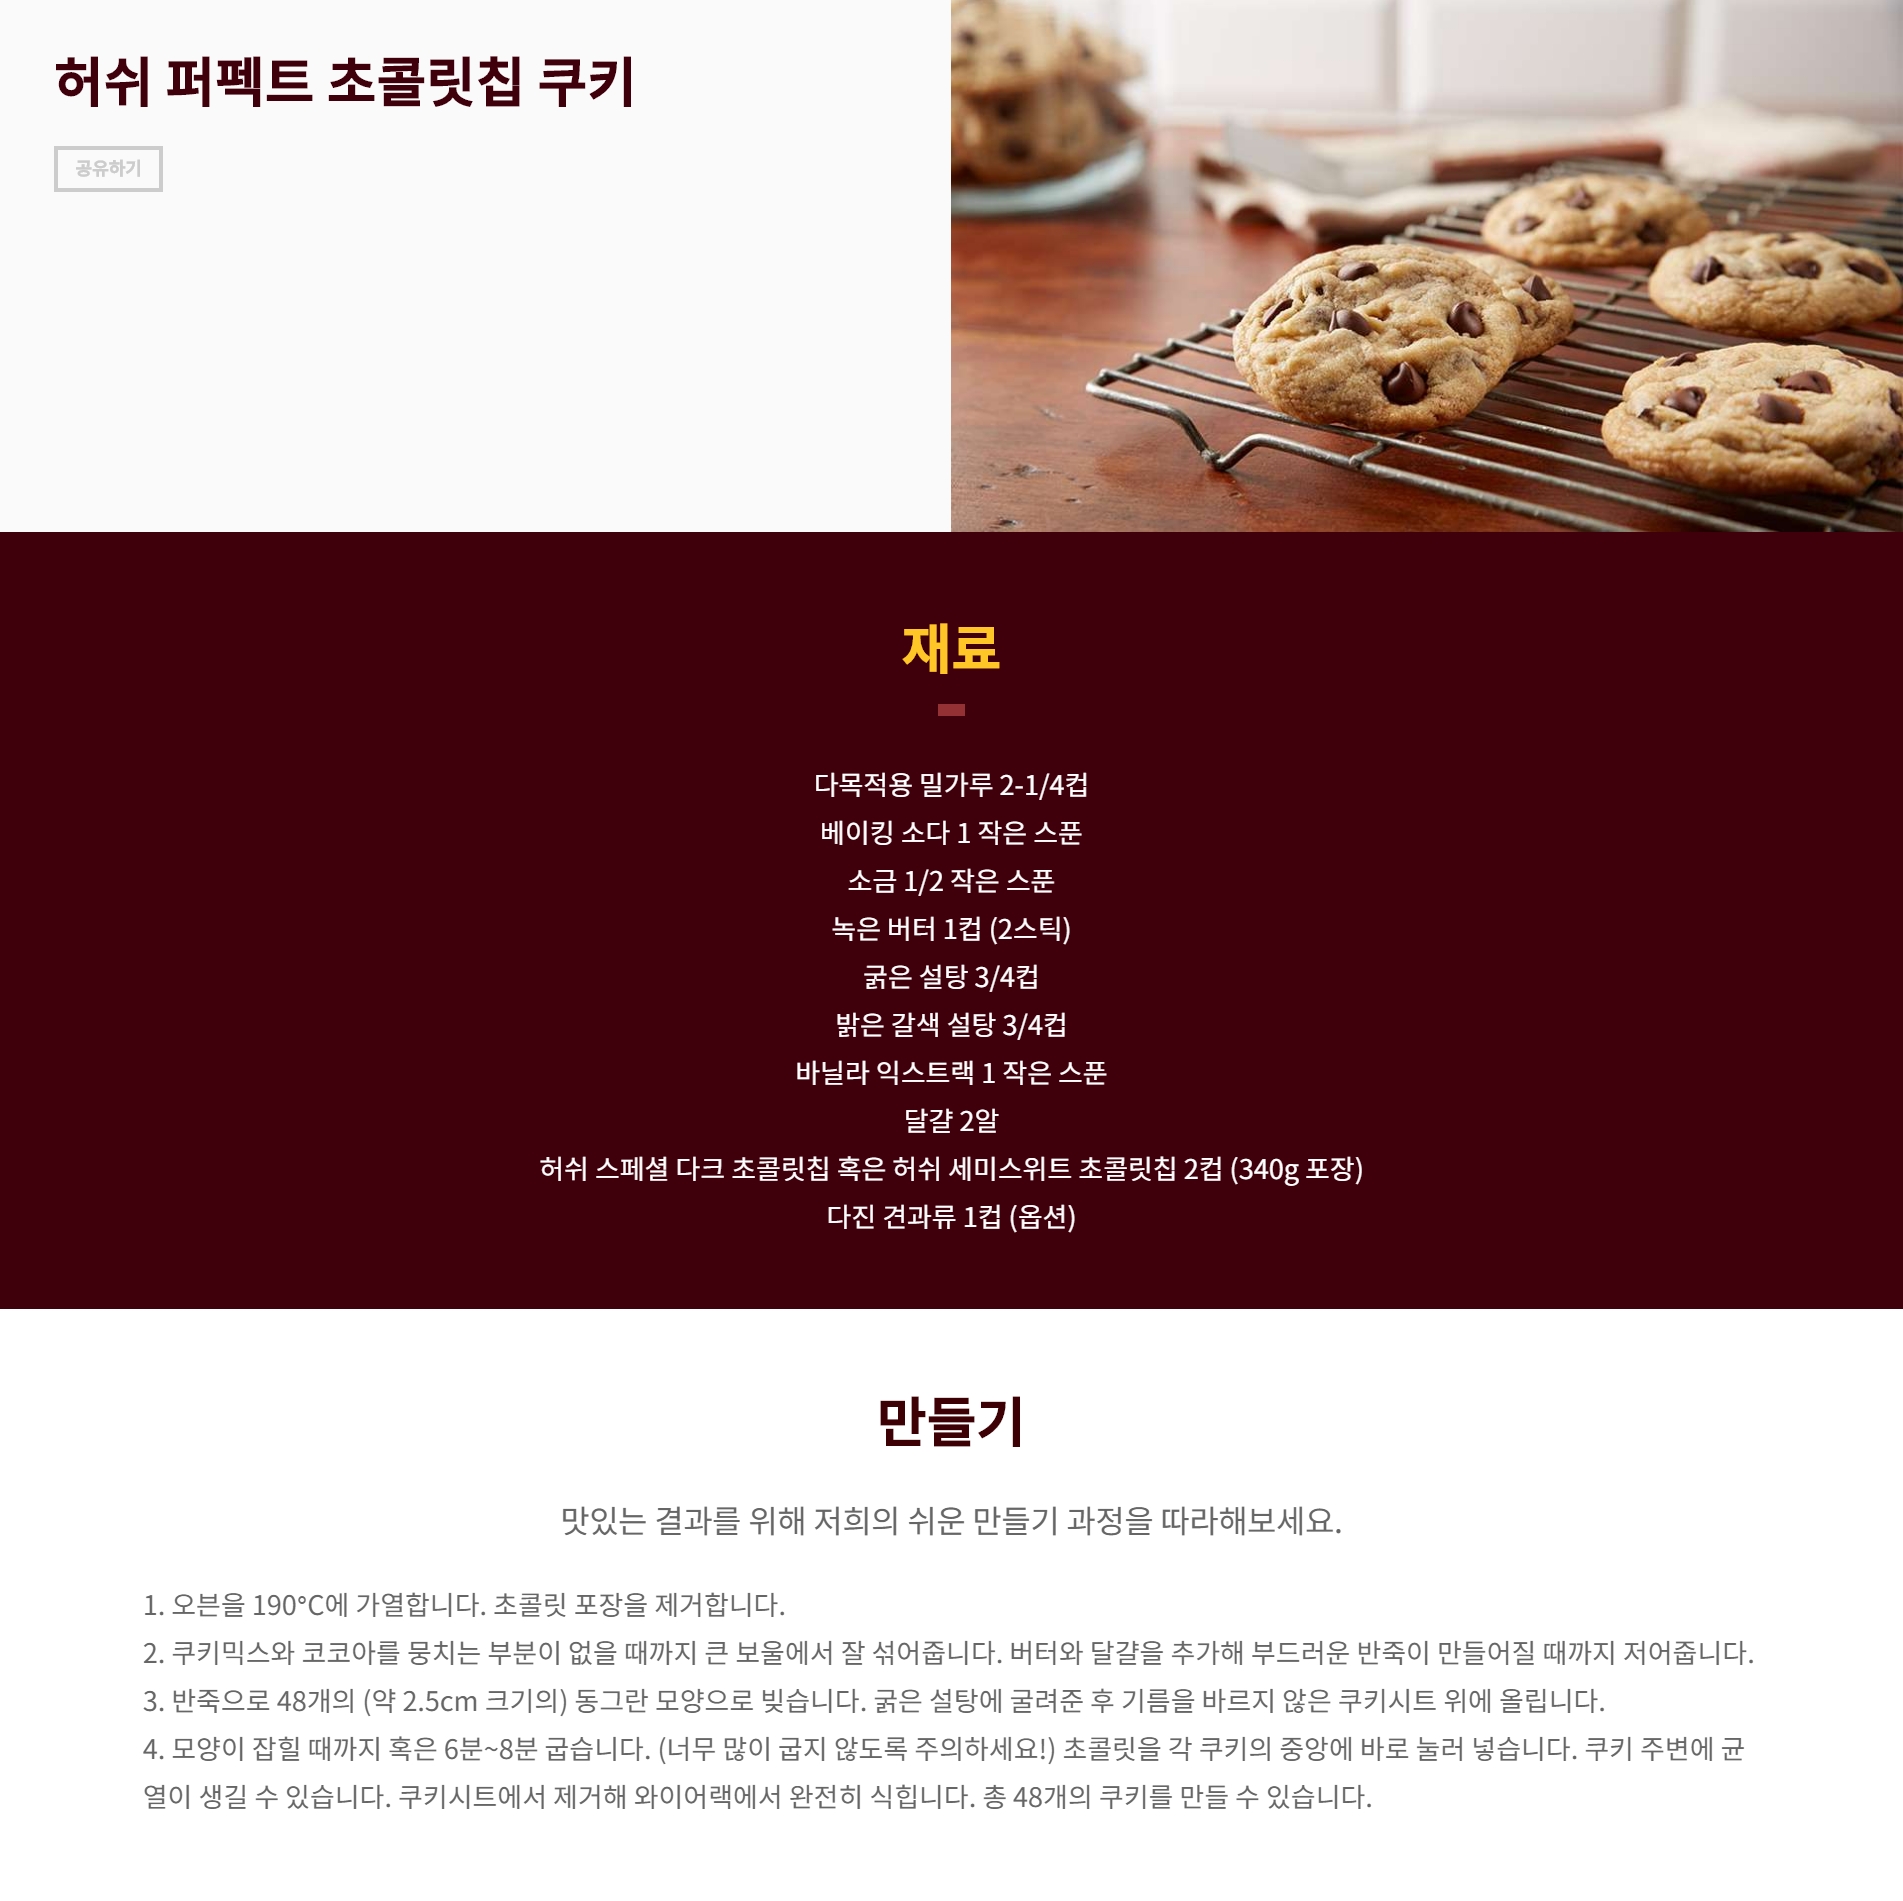 허쉬 퍼펙트 초콜릿칩 쿠키
공유하기
재료
다목적용 밀가루 2-1/4컵
베이킹 소다 1 작은 스푼
소금 1/2 작은 스푼
녹은 버터 1컵 (2스틱)
굵은 설탕 3/4컵
밝은 갈색 설탕 3/4컵
바닐라 익스트랙 1 작은 스푼
달걀 2알
허쉬 스페셜 다크 초콜릿칩 혹은 허쉬 세미스위트 초콜릿칩 2컵 (340g 포장)
다진 견과류 1컵 (옵션)
만들기
맛있는 결과를 위해 저희의 쉬운 만들기 과정을 따라해보세요.
1. 오븐을 190°C에 가열합니다. 초콜릿 포장을 제거합니다.
2. 쿠키믹스와 코코아를 뭉치는 부분이 없을 때까지 큰 보울에서 잘 섞어줍니다. 버터와 달걀을 추가해 부드러운 반죽이 만들어질 때까지 저어줍니다.
3. 반죽으로 48개의 (약 2.5cm 크기의) 동그란 모양으로 빚습니다. 굵은 설탕에 굴려준 후 기름을 바르지 않은 쿠키시트 위에 올립니다.
4. 모양이 잡힐 때까지 혹은 6분~8분 굽습니다. (너무 많이 굽지 않도록 주의하세요!) 초콜릿을 각 쿠키의 중앙에 바로 눌러 넣습니다. 쿠키 주변에 균
열이 생길 수 있습니다. 쿠키시트에서 제거해 와이어랙에서 완전히 식힙니다. 총 48개의 쿠키를 만들 수 있습니다.